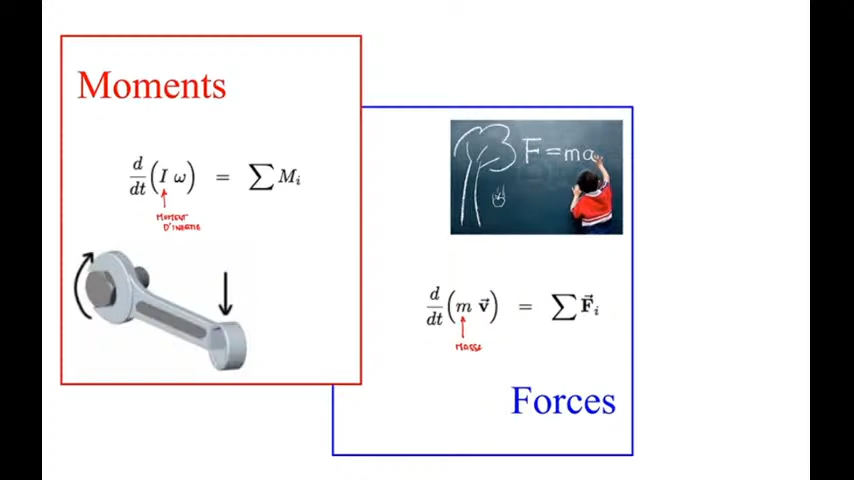 Moments
d/dt (I ω) = ∑ M_i
MOMENT
D'INERTIE
F=ma
d/dt (m v⃗) = ∑ F⃗_i
MASSE
Forces